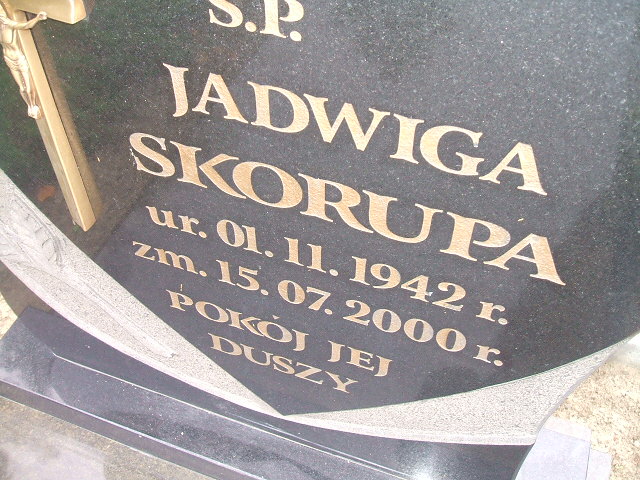 Ś.P.
JADWIGA
SKORUPA
ur. 01. 11. 1942 r.
zm. 15. 07. 2000 r.
POKÓJ JEJ
DUSZY